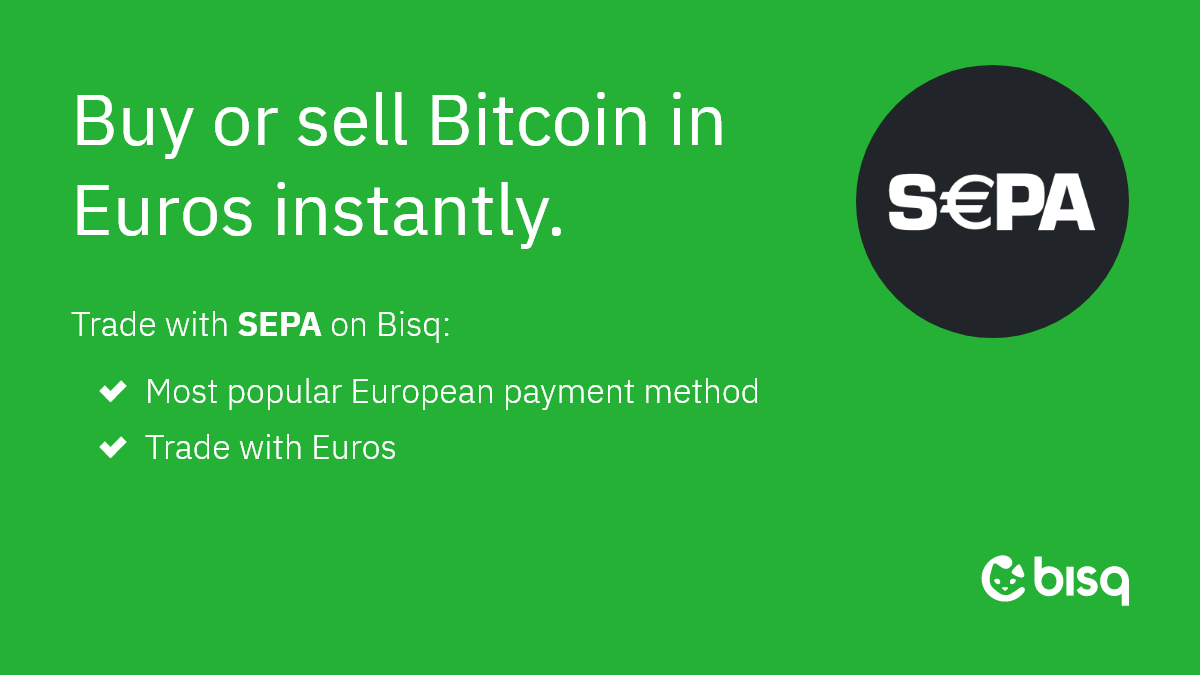 Buy or sell Bitcoin in
Euros instantly.
S€PA
Trade with SEPA on Bisq:
Most popular European payment method
Trade with Euros
bisq